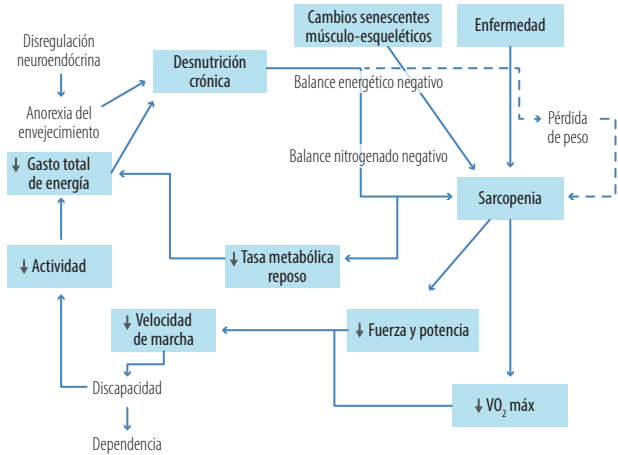 Cambios senescentes
músculo-esqueléticos
Enfermedad
Disregulación
neuroendócrina
Desnutrición
crónica
Balance energético negativo
Anorexia del
envejecimiento
Pérdida
de peso
Balance nitrogenado negativo
↓ Gasto total
de energía
Sarcopenia
↓ Actividad
↓ Tasa metabólica
reposo
↓ Velocidad
de marcha
↓ Fuerza y potencia
Discapacidad
↓ VO₂ máx
Dependencia